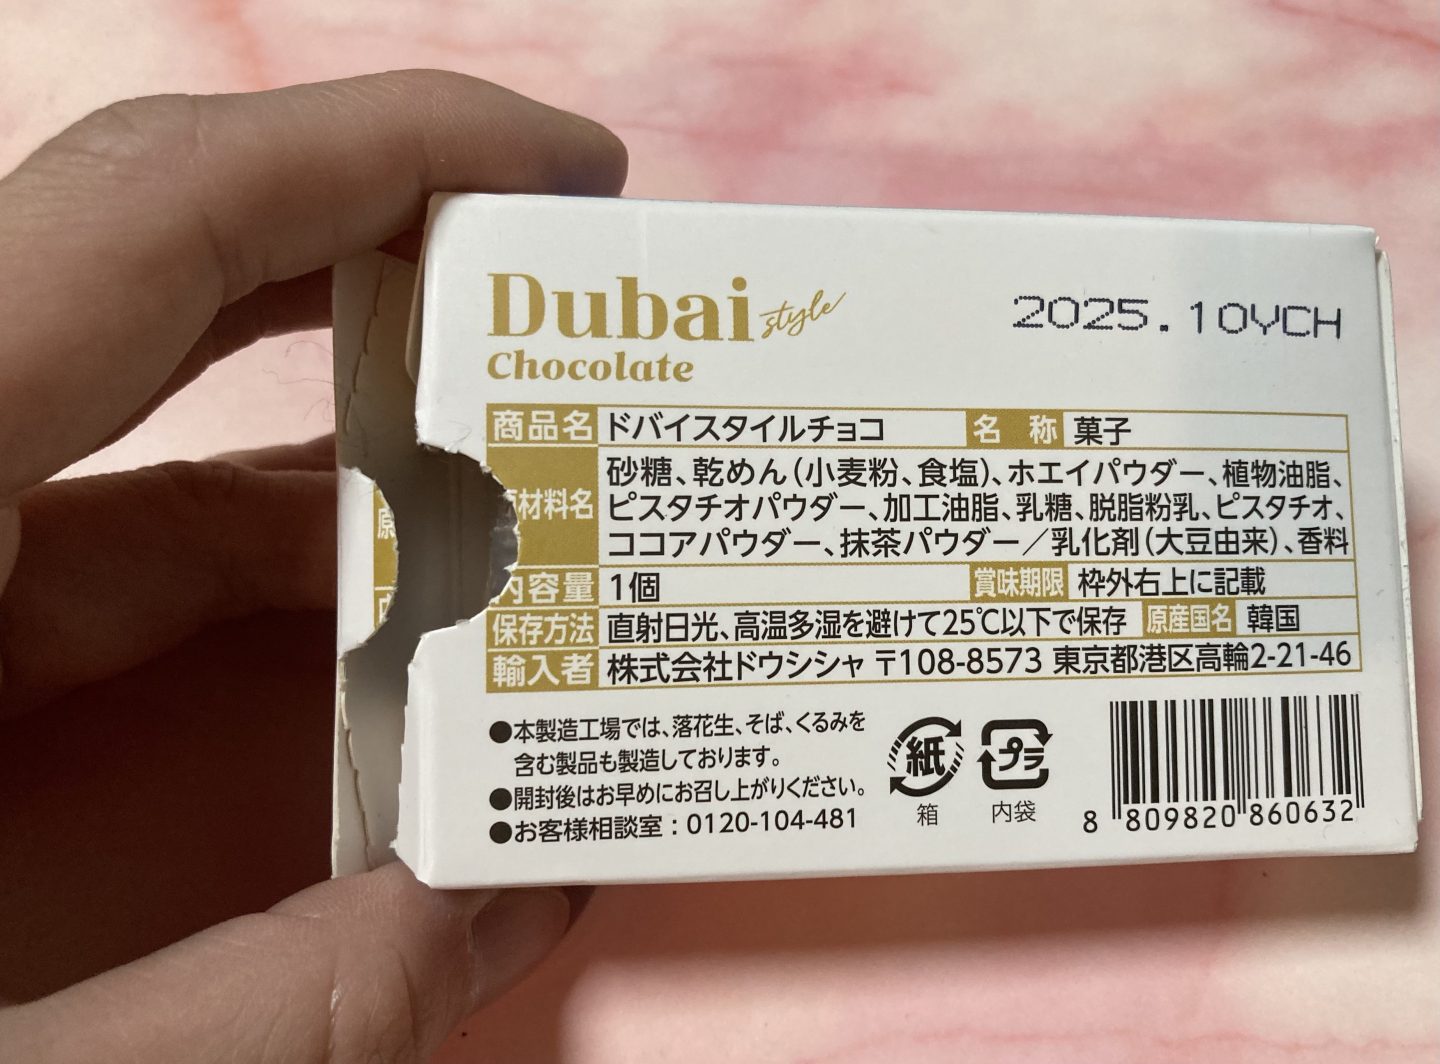 Dubai style
Chocolate
2025.10YCH
商品名 ドバイスタイルチョコ 名称 菓子
材料名 砂糖、乾めん(小麦粉、食塩)、ホエイパウダー、植物油脂、
ピスタチオパウダー、加工油脂、乳糖、脱脂粉乳、ピスタチオ、
ココアパウダー、抹茶パウダー/乳化剤(大豆由来)、香料
内容量 1個 賞味期限 枠外右上に記載
保存方法 直射日光、高温多湿を避けて25℃以下で保存 原産国名 韓国
輸入者 株式会社ドウシシャ 〒108-8573 東京都港区高輪2-21-46
●本製造工場では、落花生、そば、くるみを
含む製品も製造しております。
●開封後はお早めにお召し上がりください。
●お客様相談室:0120-104-481
紙
箱
プラ
内袋
8 809820 860632
原